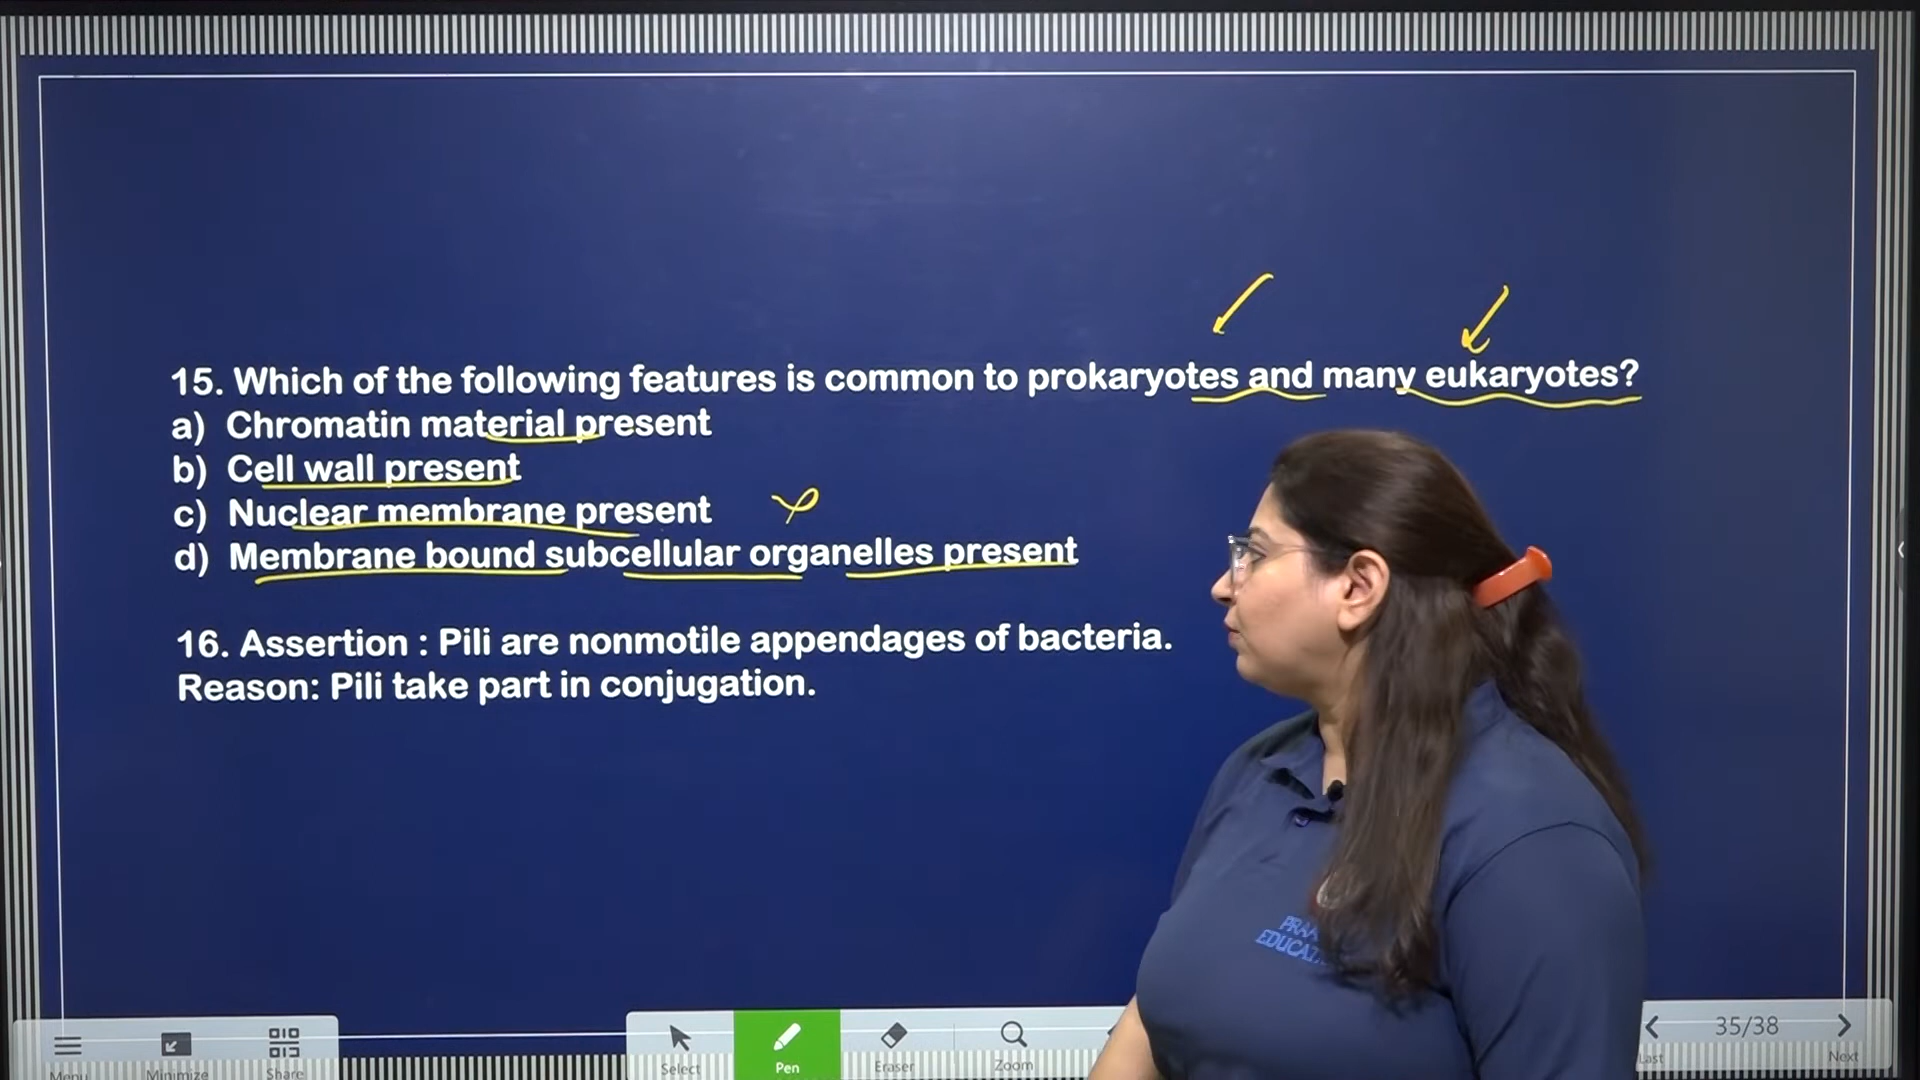 15. Which of the following features is common to prokaryotes and many eukaryotes?
a) Chromatin material present
b) Cell wall present
c) Nuclear membrane present
d) Membrane bound subcellular organelles present
16. Assertion : Pili are nonmotile appendages of bacteria.
Reason: Pili take part in conjugation.
Menu
Minimize
Share
Select
Pen
Eraser
Zoom
35/38
Last
Next